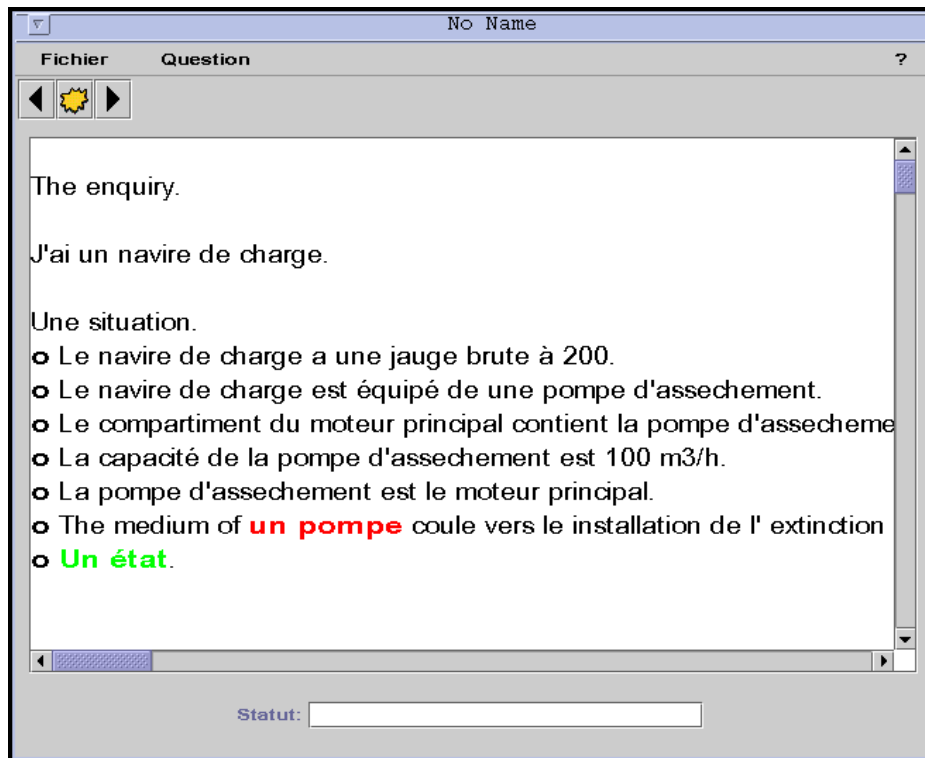 No Name
Fichier Question ?
The enquiry.
J'ai un navire de charge.
Une situation.
o Le navire de charge a une jauge brute à 200.
o Le navire de charge est équipé de une pompe d'assechement.
o Le compartiment du moteur principal contient la pompe d'assecheme
o La capacité de la pompe d'assechement est 100 m3/h.
o La pompe d'assechement est le moteur principal.
o The medium of un pompe coule vers le installation de l' extinction
o Un état.
Statut: